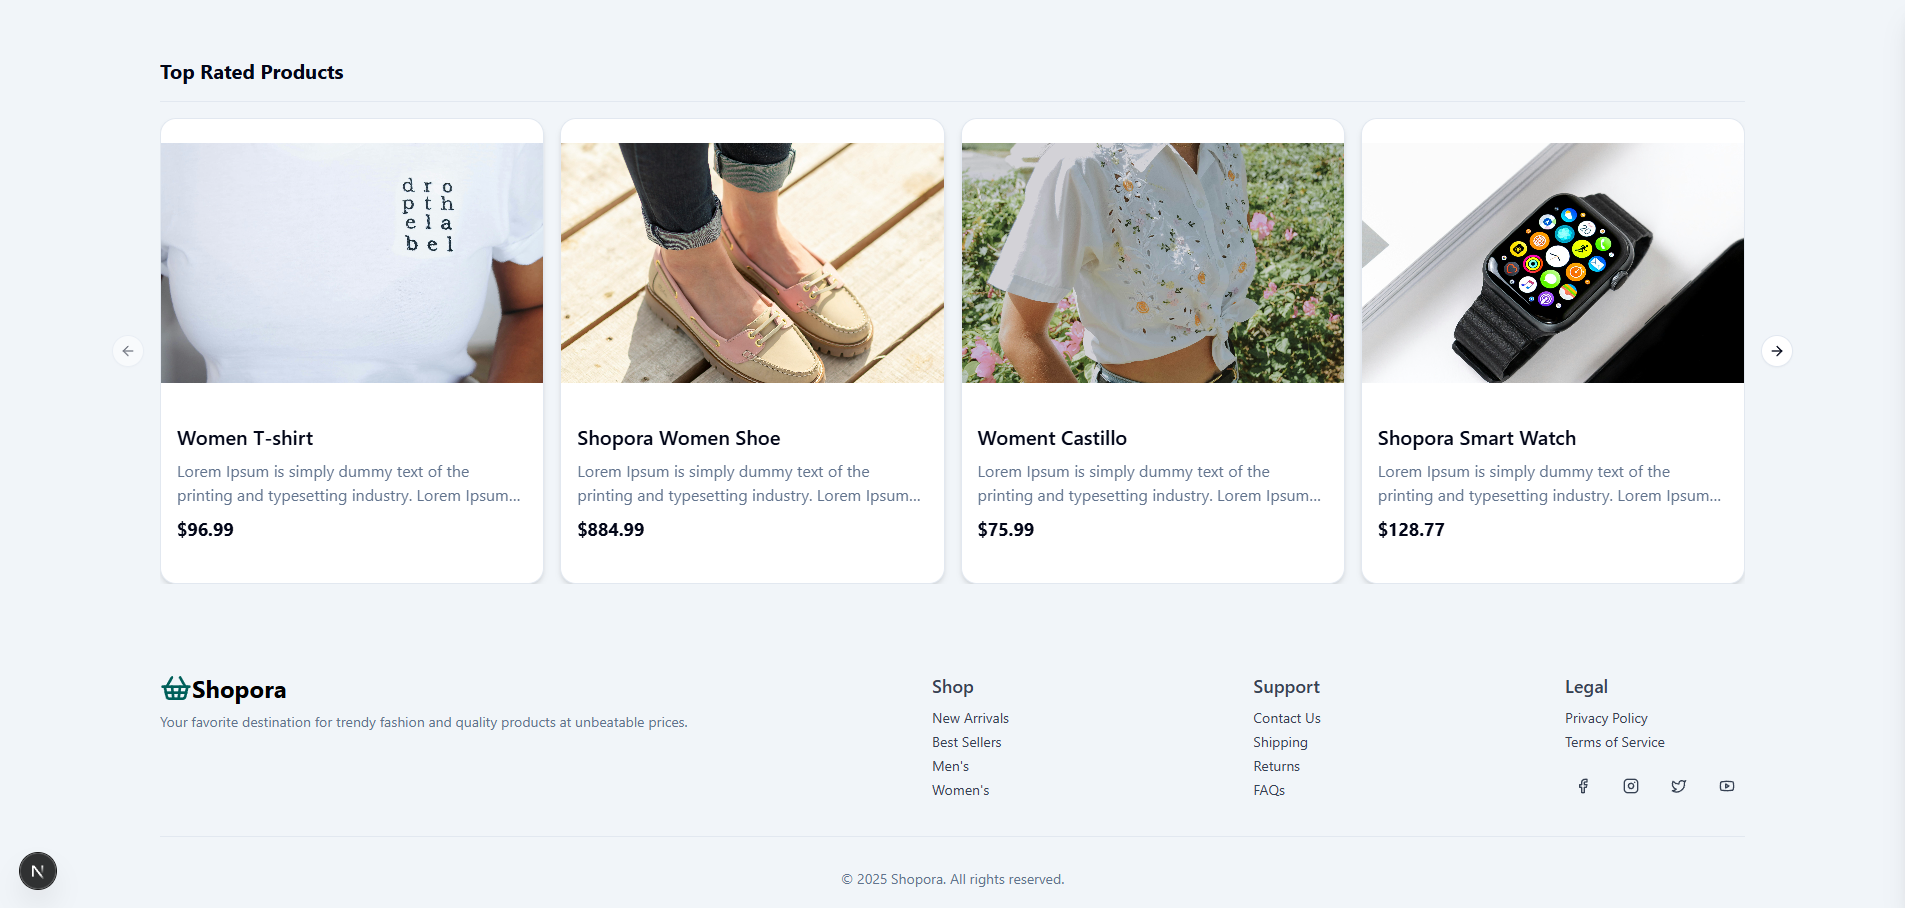 Top Rated Products
d r o
p t h
e l a
b e l
Women T-shirt
Lorem Ipsum is simply dummy text of the
printing and typesetting industry. Lorem Ipsum...
$96.99
Shopora Women Shoe
Lorem Ipsum is simply dummy text of the
printing and typesetting industry. Lorem Ipsum...
$884.99
Woment Castillo
Lorem Ipsum is simply dummy text of the
printing and typesetting industry. Lorem Ipsum...
$75.99
Shopora Smart Watch
Lorem Ipsum is simply dummy text of the
printing and typesetting industry. Lorem Ipsum...
$128.77
Shopora
Your favorite destination for trendy fashion and quality products at unbeatable prices.
Shop
New Arrivals
Best Sellers
Men's
Women's
Support
Contact Us
Shipping
Returns
FAQs
Legal
Privacy Policy
Terms of Service
N
© 2025 Shopora. All rights reserved.